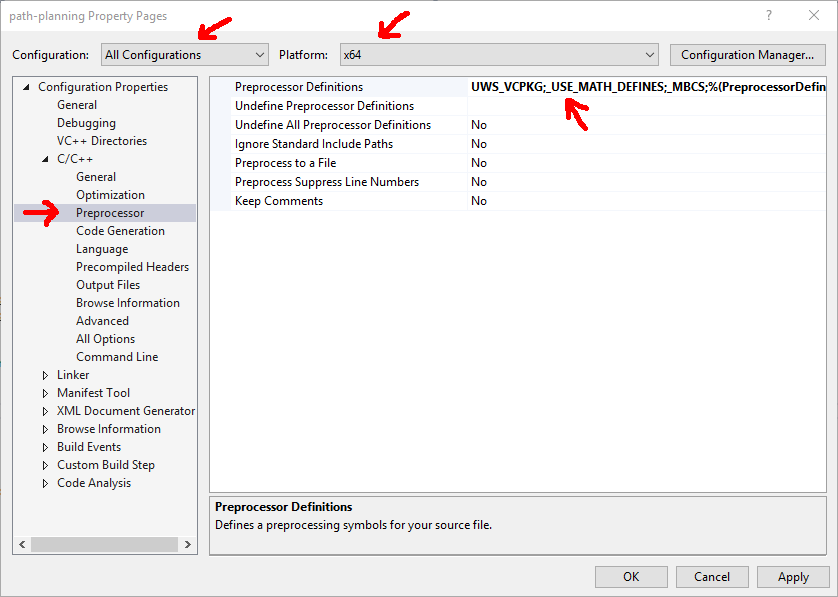 path-planning Property Pages ?
Configuration: All Configurations Platform: x64 Configuration Manager...
Configuration Properties
General
Debugging
VC++ Directories
C/C++
General
Optimization
Preprocessor
Code Generation
Language
Precompiled Headers
Output Files
Browse Information
Advanced
All Options
Command Line
Linker
Manifest Tool
XML Document Generator
Browse Information
Build Events
Custom Build Step
Code Analysis
Preprocessor Definitions UWS_VCPKG;_USE_MATH_DEFINES;_MBCS;%(PreprocessorDefin
Undefine Preprocessor Definitions
Undefine All Preprocessor Definitions No
Ignore Standard Include Paths No
Preprocess to a File No
Preprocess Suppress Line Numbers No
Keep Comments No
Preprocessor Definitions
Defines a preprocessing symbols for your source file.
OK Cancel Apply